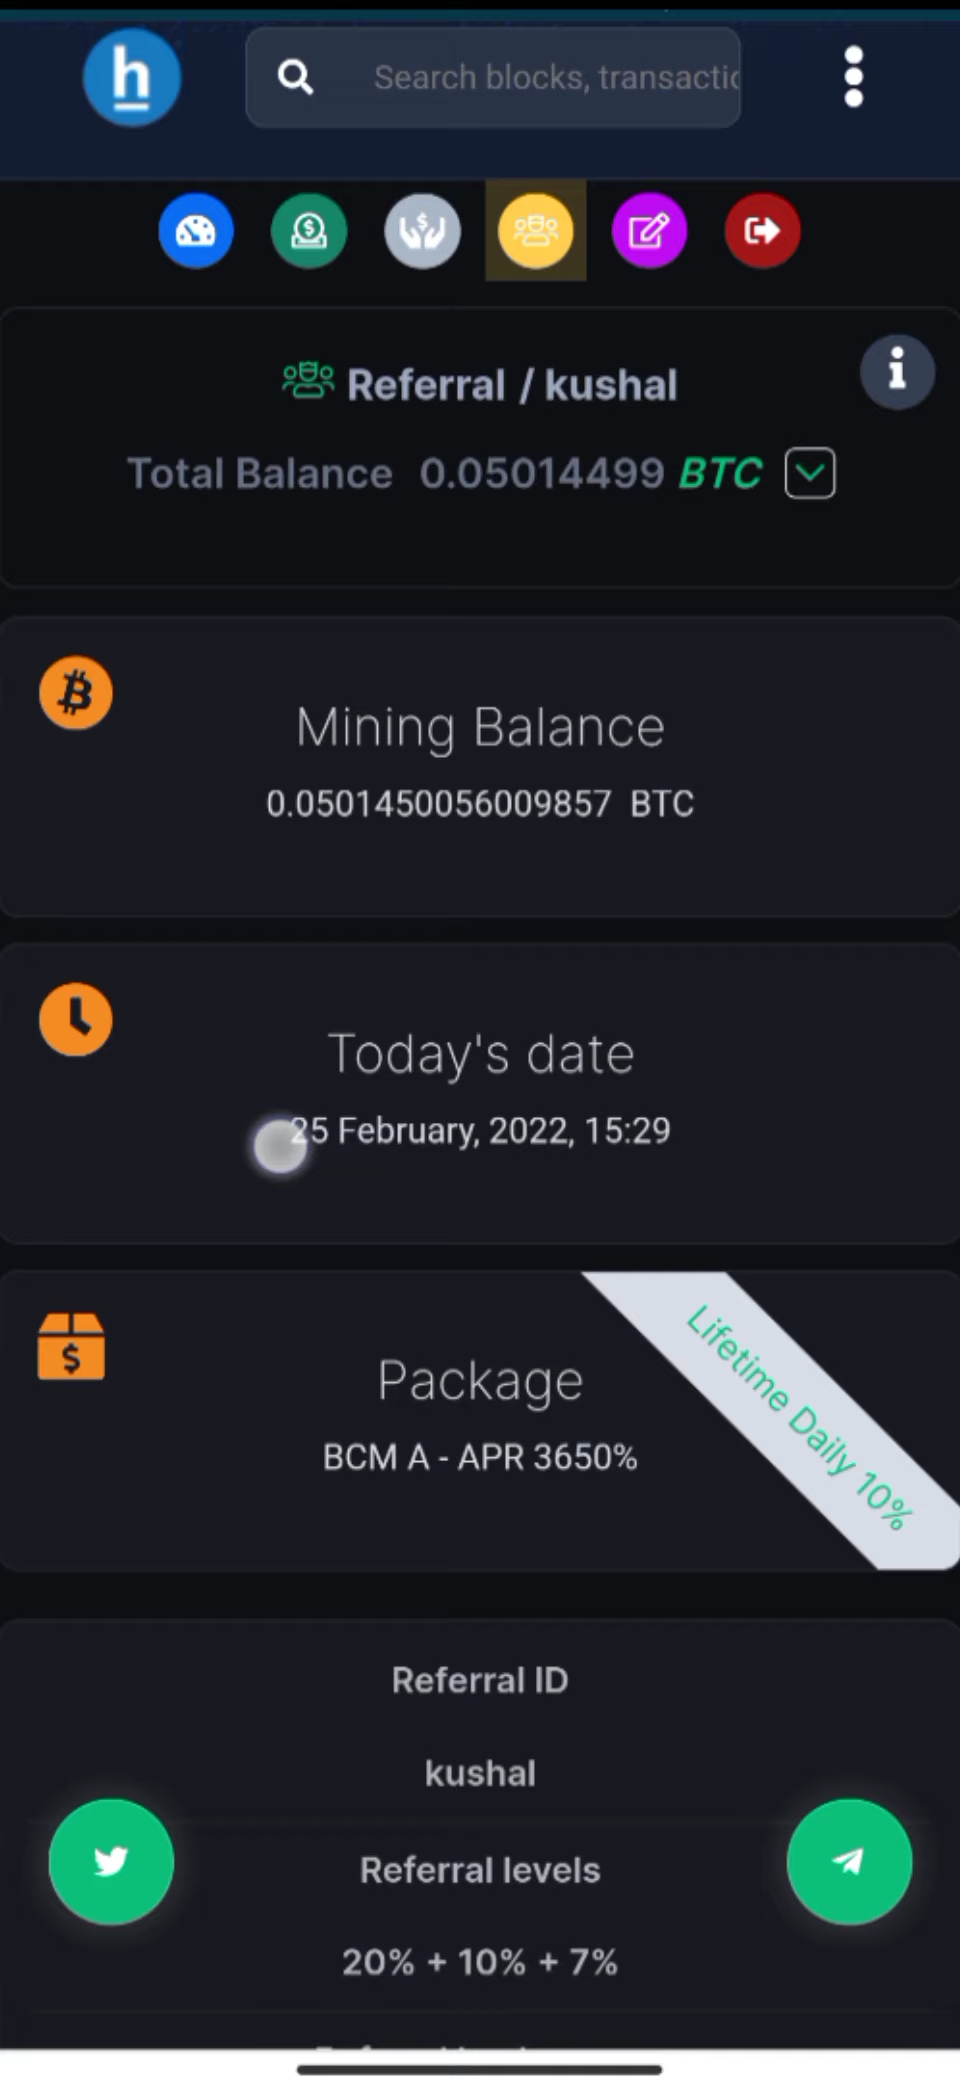 h
Search blocks, transactio
Referral / kushal
Total Balance 0.05014499 BTC
Mining Balance
0.0501450056009857 BTC
Today's date
25 February, 2022, 15:29
Package
BCM A - APR 3650%
Lifetime Daily 10%
Referral ID
kushal
Referral levels
20% + 10% + 7%